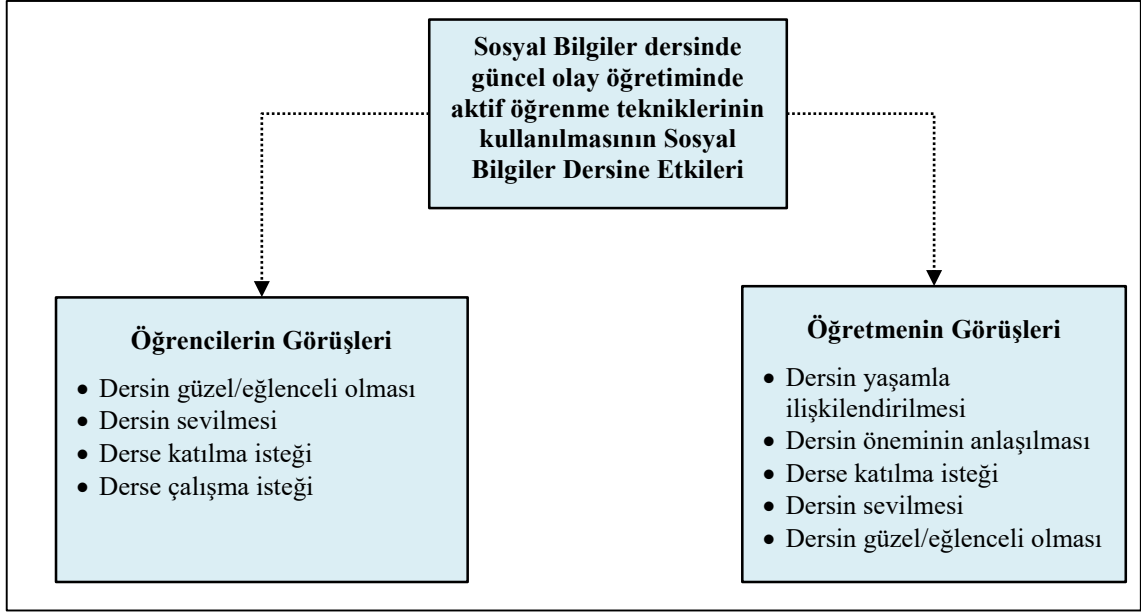 Sosyal Bilgiler dersinde
güncel olay öğretiminde
aktif öğrenme tekniklerinin
kullanılmasının Sosyal
Bilgiler Dersine Etkileri
Öğrencilerin Görüşleri
• Dersin güzel/eğlenceli olması
• Dersin sevilmesi
• Derse katılma isteği
• Derse çalışma isteği
Öğretmenin Görüşleri
• Dersin yaşamla
ilişkilendirilmesi
• Dersin öneminin anlaşılması
• Derse katılma isteği
• Dersin sevilmesi
• Dersin güzel/eğlenceli olması